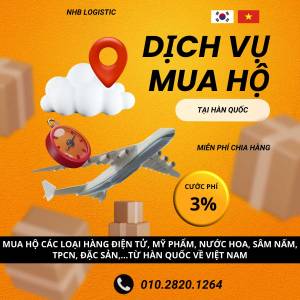 NHB LOGISTIC
DỊCH VỤ
MUA HỘ
TẠI HÀN QUỐC
MIỄN PHÍ CHIA HÀNG
CƯỚC PHÍ
3%
MUA HỘ CÁC LOẠI HÀNG ĐIỆN TỬ, MỸ PHẨM, NƯỚC HOA, SÂM NẤM,
TPCN, ĐẶC SẢN,...TỪ HÀN QUỐC VỀ VIỆT NAM
010.2820.1264